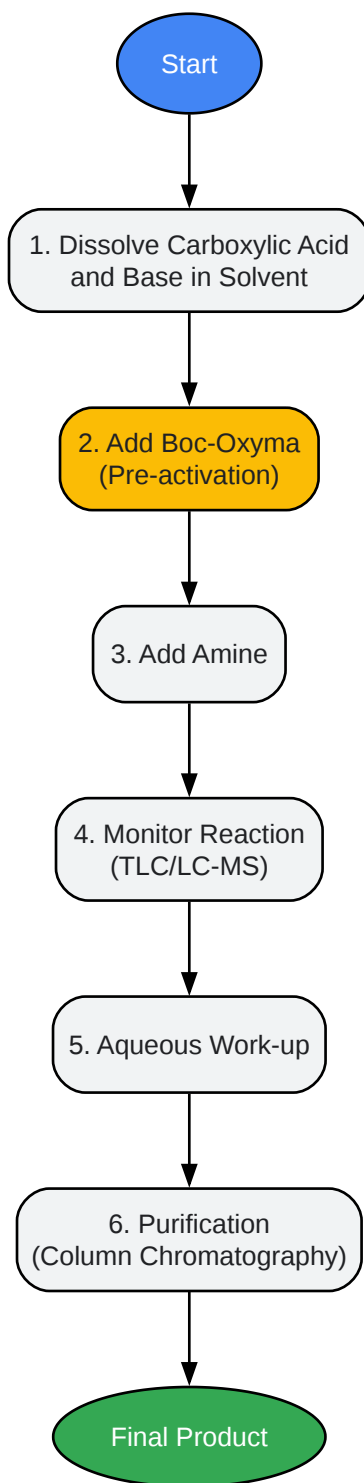 Start
1. Dissolve Carboxylic Acid
and Base in Solvent
2. Add Boc-Oxyma
(Pre-activation)
3. Add Amine
4. Monitor Reaction
(TLC/LC-MS)
5. Aqueous Work-up
6. Purification
(Column Chromatography)
Final Product